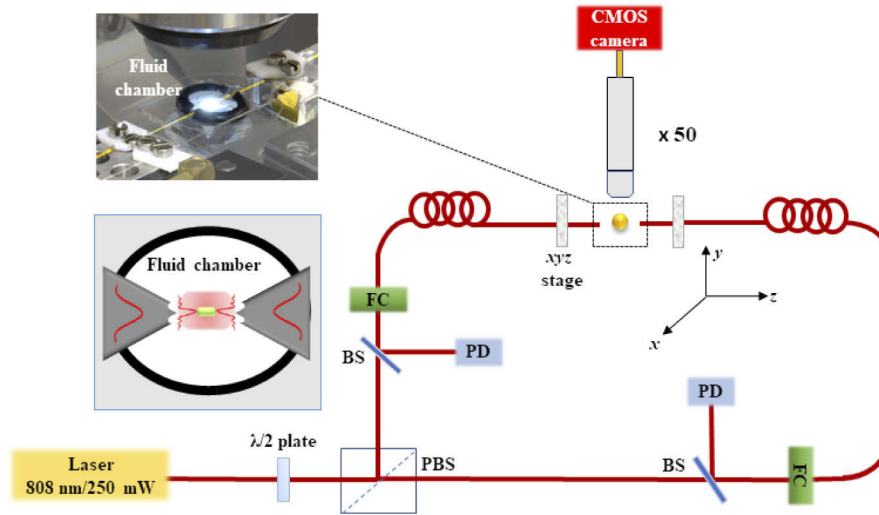 CMOS
camera
Fluid
chamber
x 50
xyz
stage
y
z
x
Fluid chamber
FC
BS
PD
PD
λ/2 plate
PBS
BS
FC
Laser
808 nm/250 mW